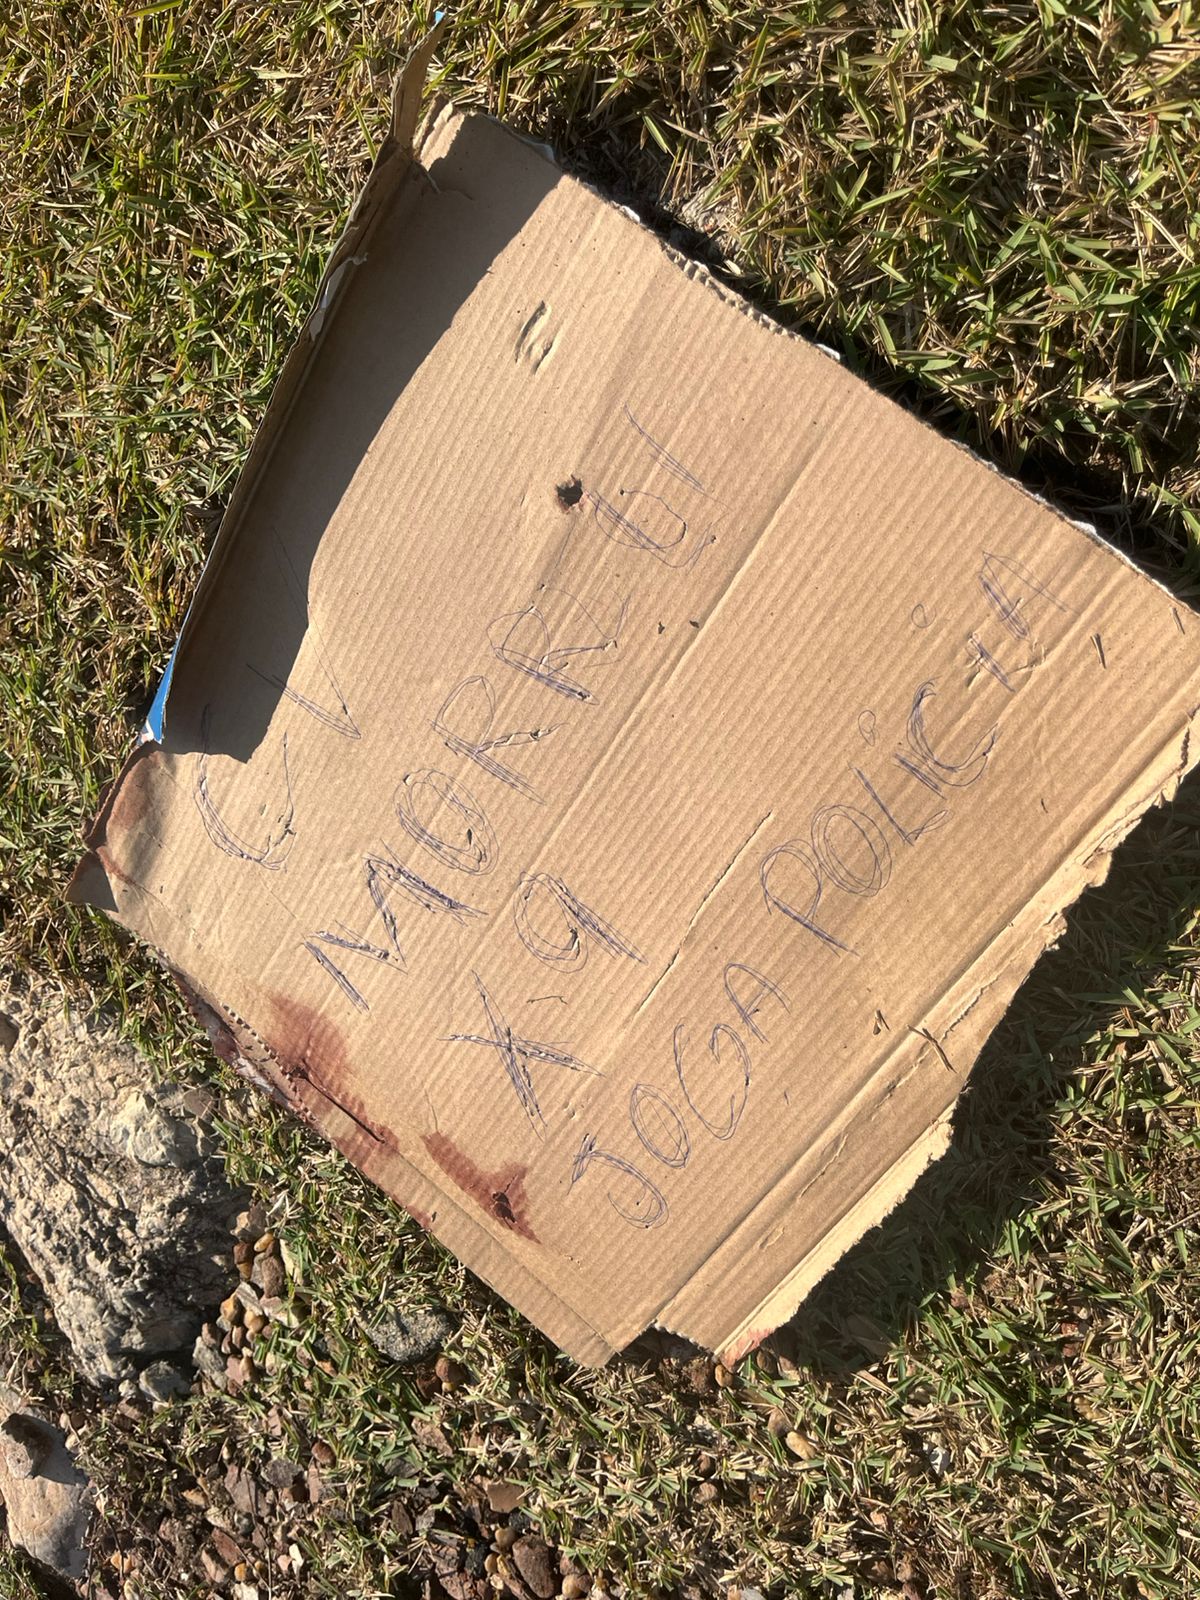 CV
MORREU
X9
JOGA POLICIA